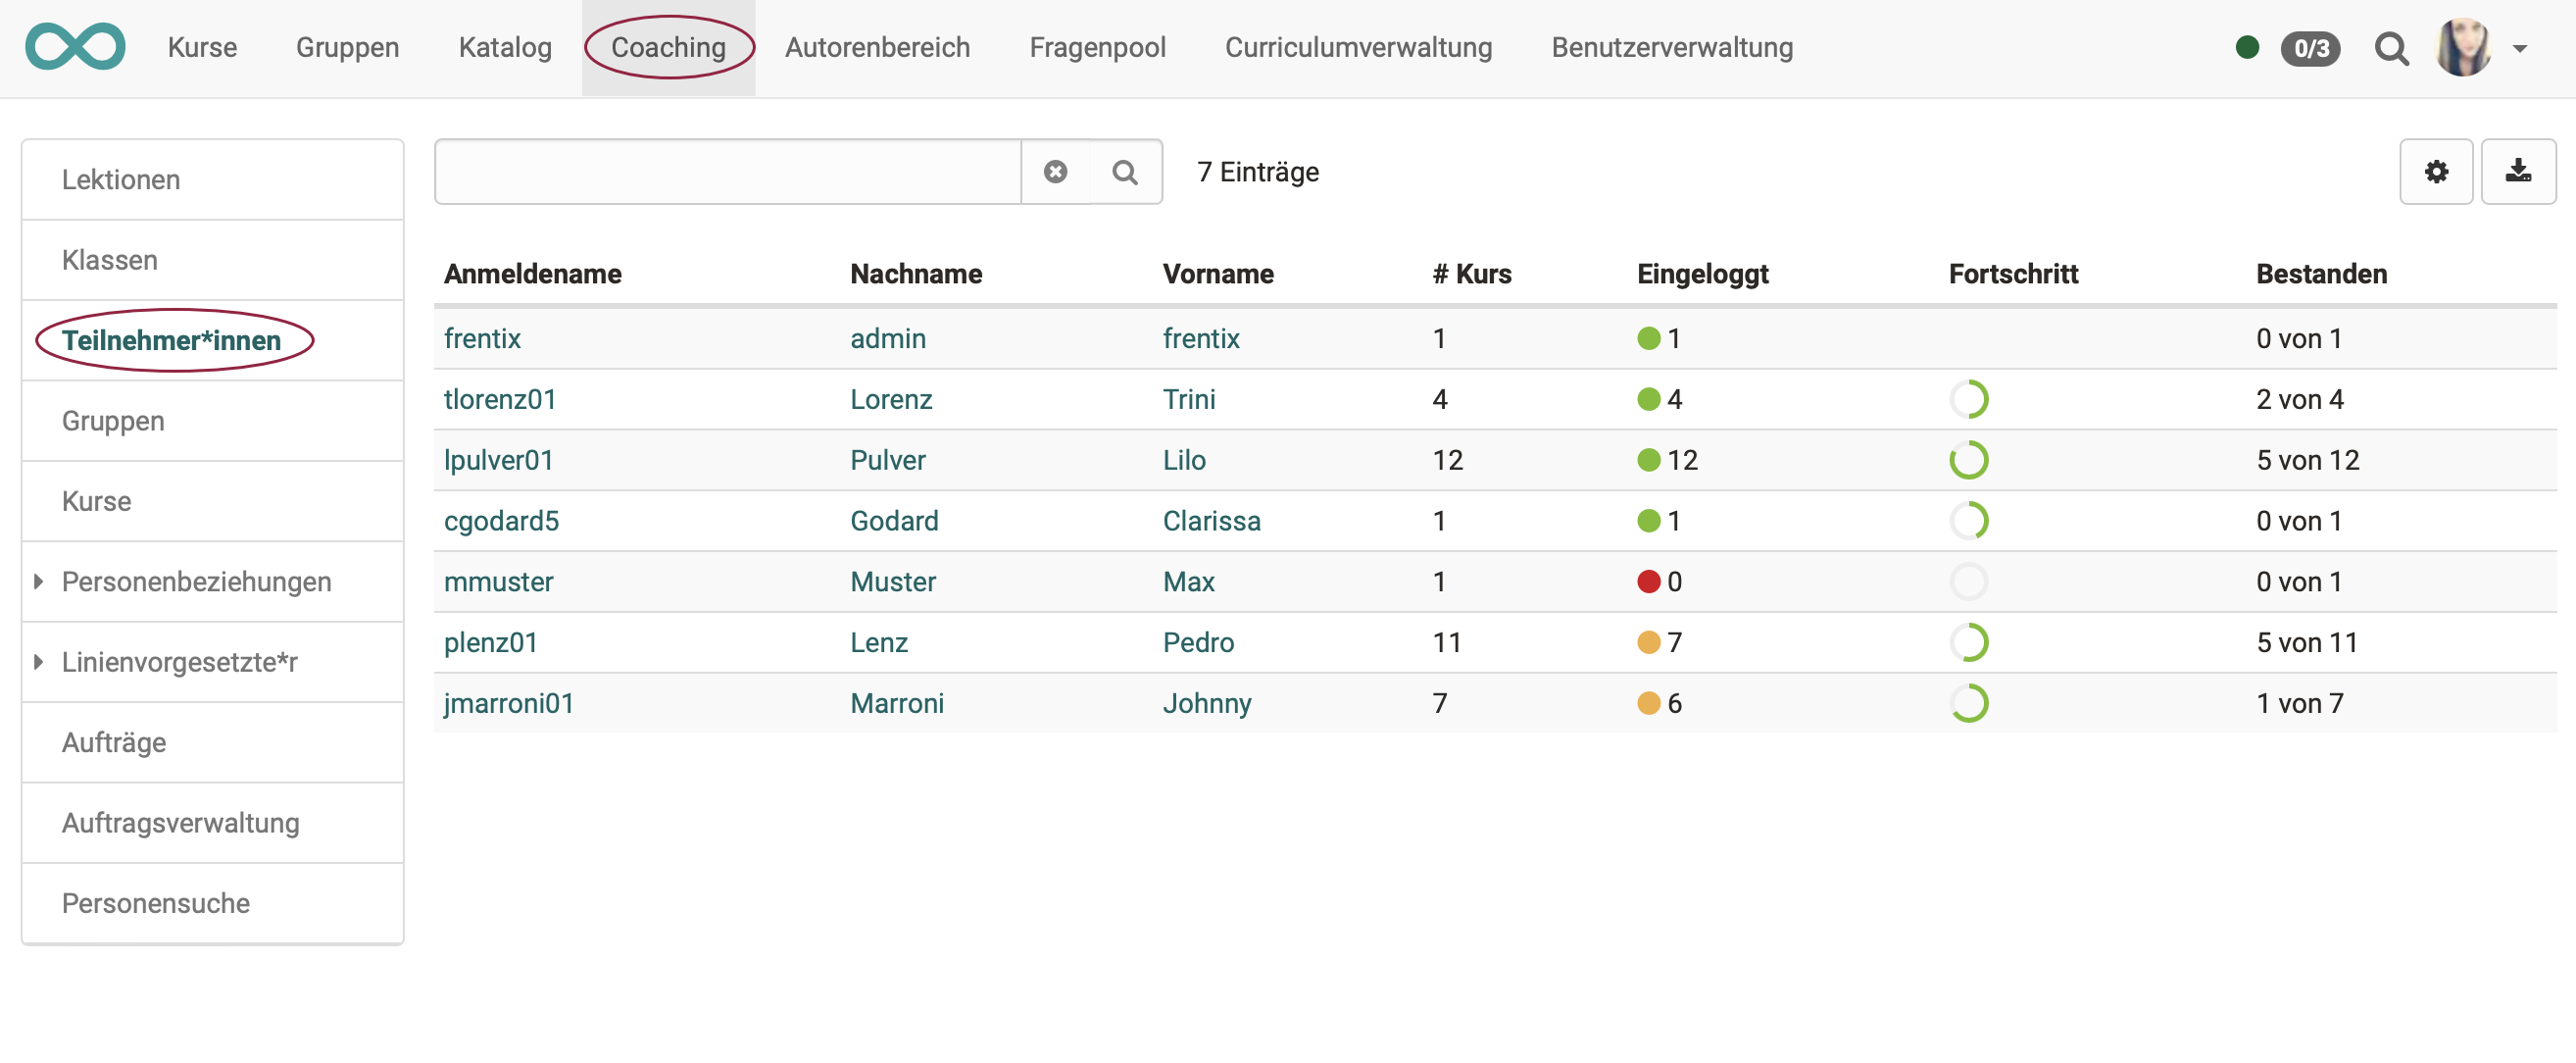 Kurse Gruppen Katalog Coaching Autorenbereich Fragenpool Curriculumverwaltung Benutzerverwaltung 0/3
Lektionen
Klassen
Teilnehmer*innen
Gruppen
Kurse
Personenbeziehungen
Linienvorgesetzte*r
Aufträge
Auftragsverwaltung
Personensuche
7 Einträge
Anmeldename Nachname Vorname # Kurs Eingeloggt Fortschritt Bestanden
frentix admin frentix 1 1 0 von 1
tlorenz01 Lorenz Trini 4 4 2 von 4
lpulver01 Pulver Lilo 12 12 5 von 12
cgodard5 Godard Clarissa 1 1 0 von 1
mmuster Muster Max 1 0 0 von 1
plenz01 Lenz Pedro 11 7 5 von 11
jmarroni01 Marroni Johnny 7 6 1 von 7